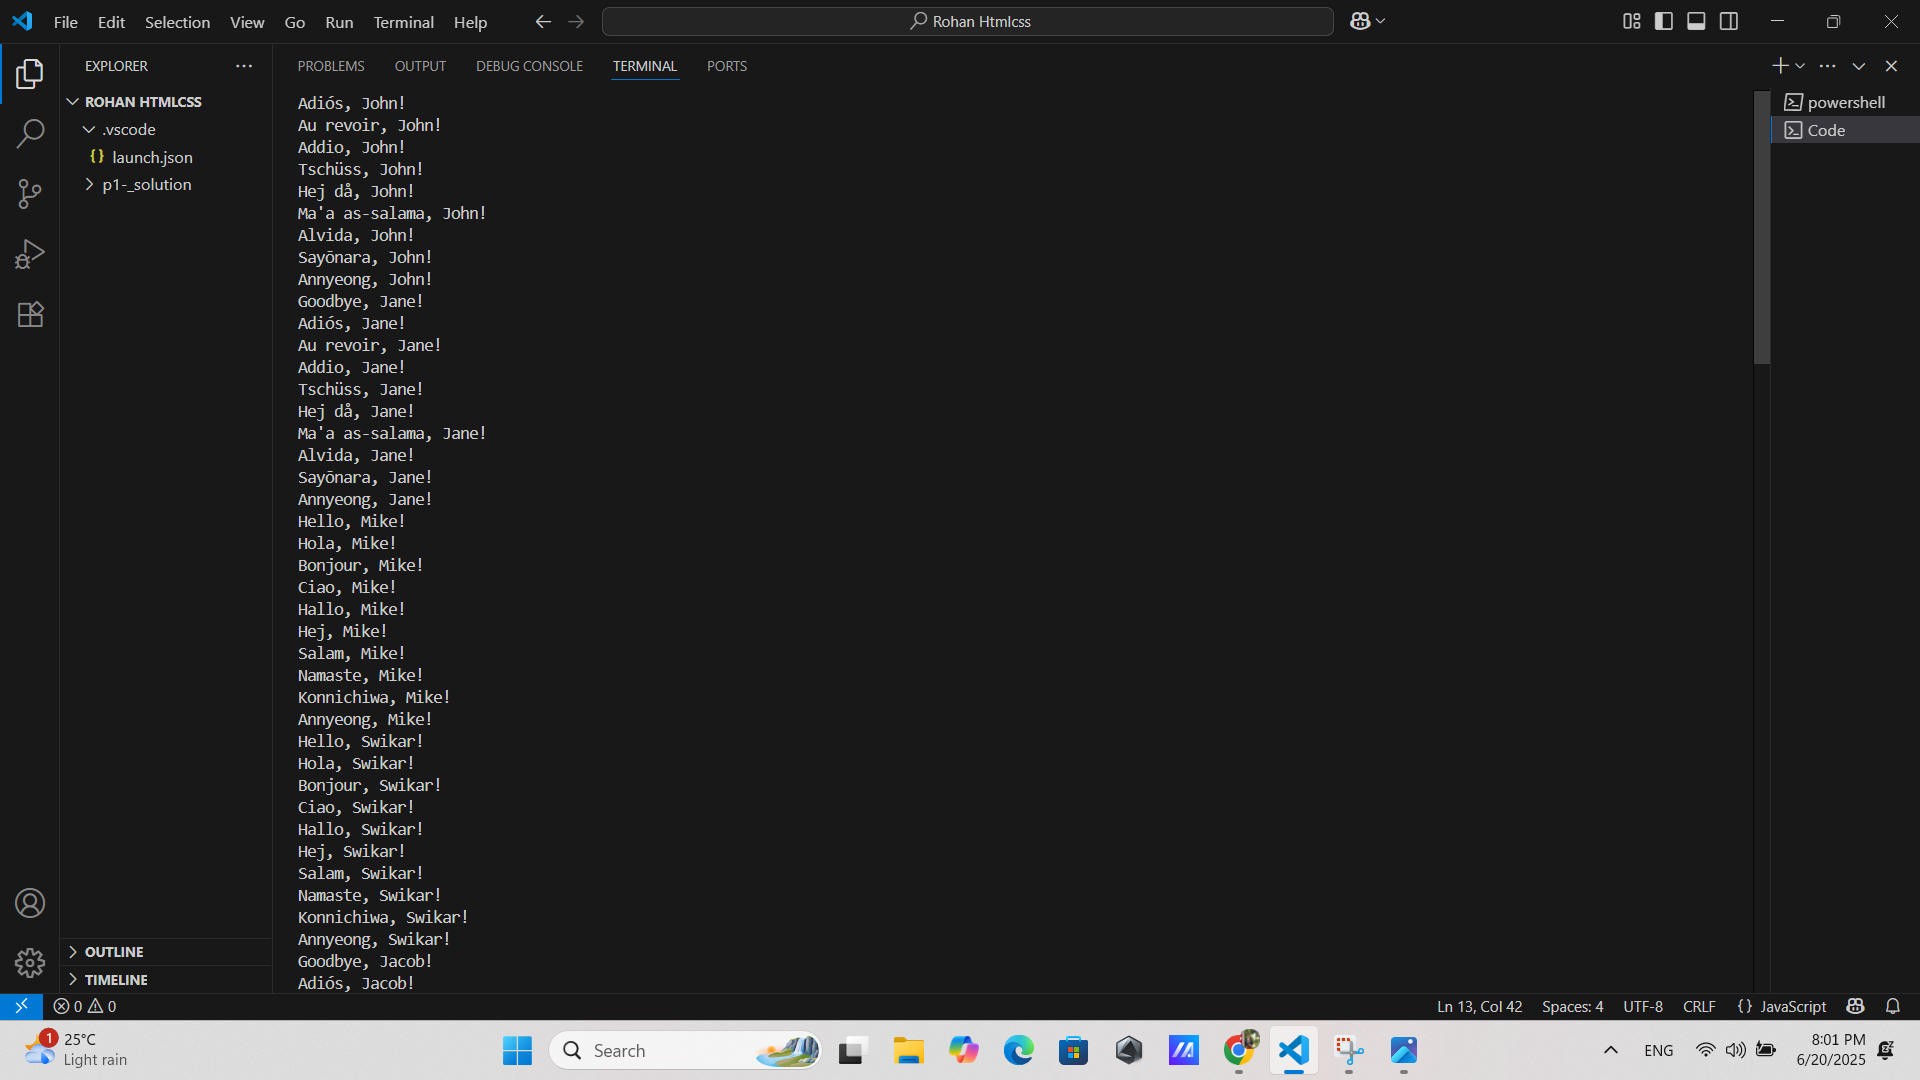 File Edit Selection View Go Run Terminal Help
Rohan Htmlcss
EXPLORER
ROHAN HTMLCSS
.vscode
{} launch.json
p1-_solution
OUTLINE
TIMELINE
PROBLEMS OUTPUT DEBUG CONSOLE TERMINAL PORTS
Adiós, John!
Au revoir, John!
Addio, John!
Tschüss, John!
Hej då, John!
Ma'a as-salama, John!
Alvida, John!
Sayōnara, John!
Annyeong, John!
Goodbye, Jane!
Adiós, Jane!
Au revoir, Jane!
Addio, Jane!
Tschüss, Jane!
Hej då, Jane!
Ma'a as-salama, Jane!
Alvida, Jane!
Sayōnara, Jane!
Annyeong, Jane!
Hello, Mike!
Hola, Mike!
Bonjour, Mike!
Ciao, Mike!
Hallo, Mike!
Hej, Mike!
Salam, Mike!
Namaste, Mike!
Konnichiwa, Mike!
Annyeong, Mike!
Hello, Swikar!
Hola, Swikar!
Bonjour, Swikar!
Ciao, Swikar!
Hallo, Swikar!
Hej, Swikar!
Salam, Swikar!
Namaste, Swikar!
Konnichiwa, Swikar!
Annyeong, Swikar!
Goodbye, Jacob!
Adiós, Jacob!
powershell
Code
0 0
Ln 13, Col 42 Spaces: 4 UTF-8 CRLF {} JavaScript
1
25°C
Light rain
Search
ENG
8:01 PM
6/20/2025